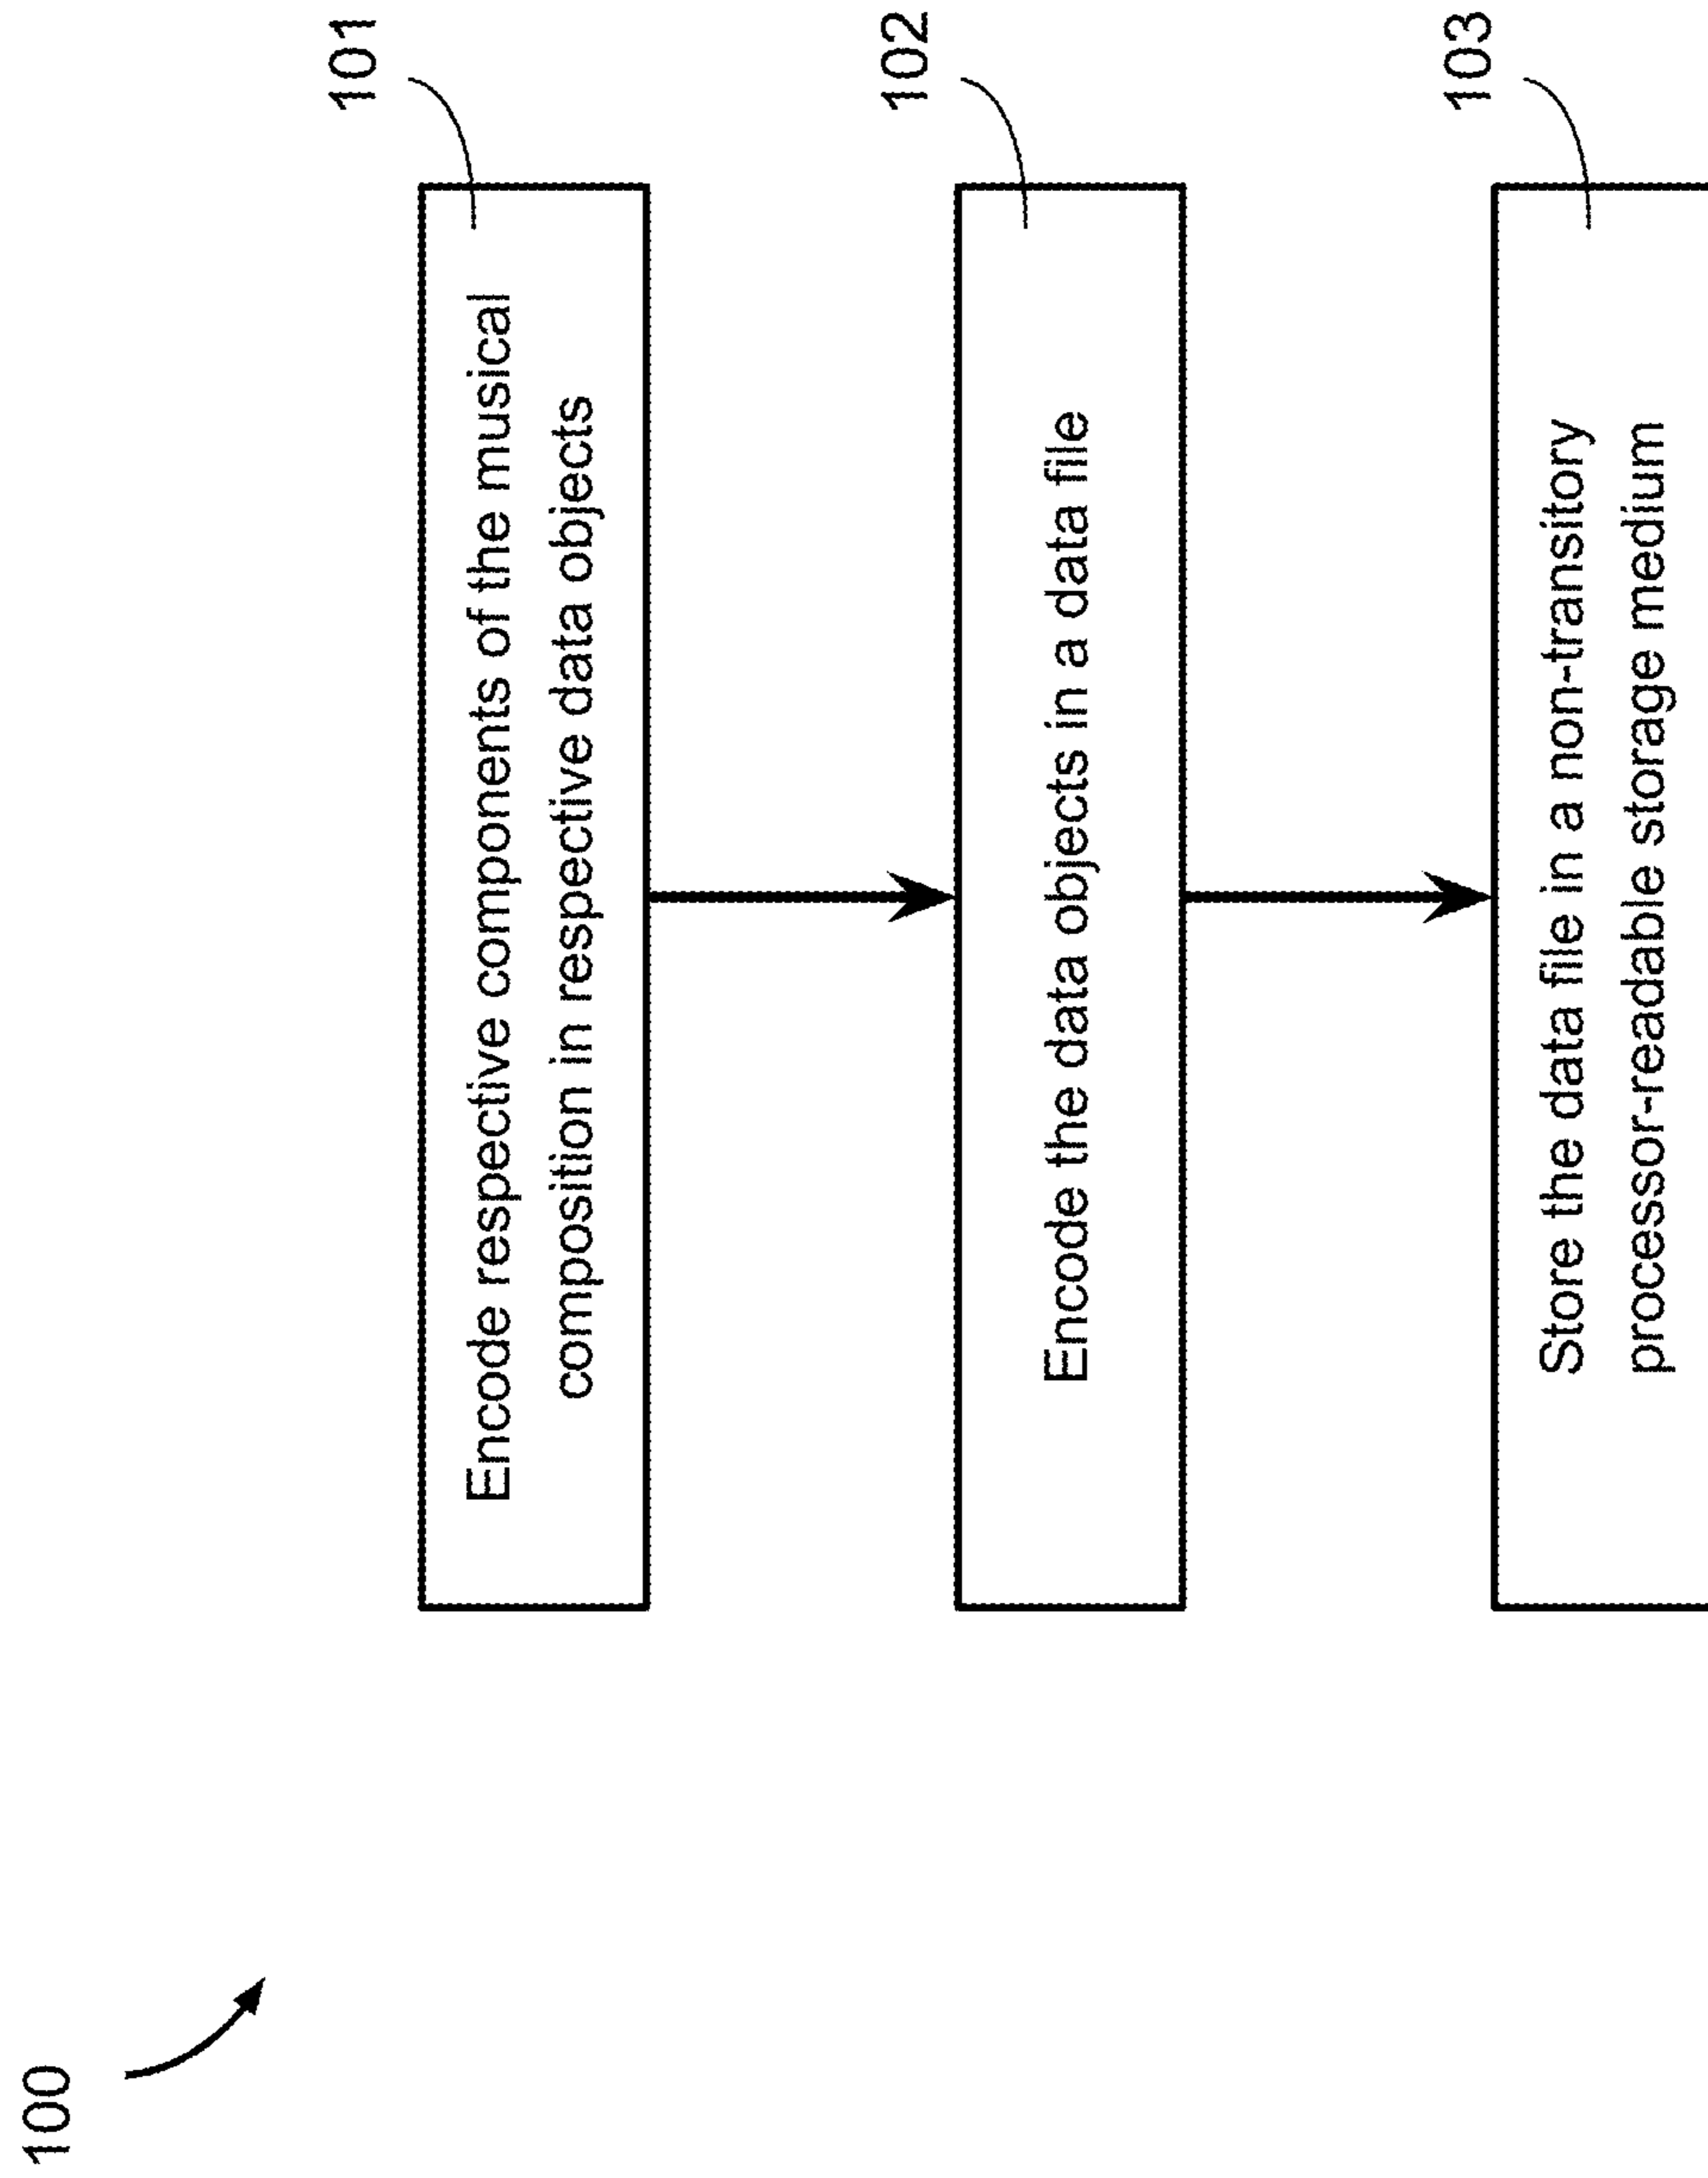 100
101
Encode respective components of the musical
composition in respective data objects
102
Encode the data objects in a data file
103
Store the data file in a non-transitory
processor-readable storage medium